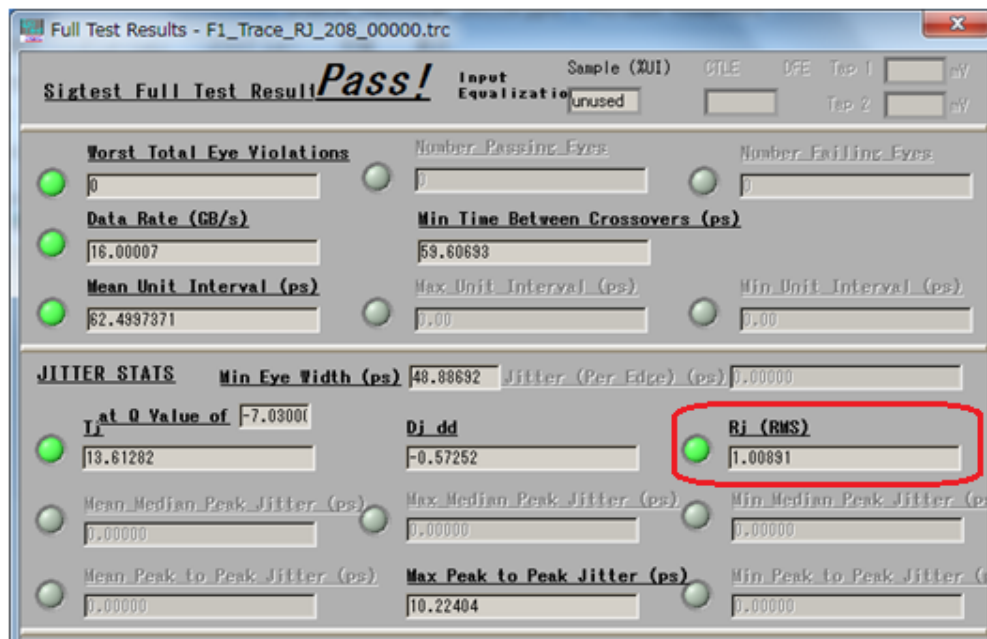 Full Test Results - F1_Trace_RJ_208_00000.trc
x
Sigtest Full Test Result Pass!
Input Equalizatio
Sample (%UI)
unused
CTLE
DFE Tap 1 mV
Tap 2 mV
Worst Total Eye Violations
0
Number Passing Eyes
0
Number Failing Eyes
0
Data Rate (GB/s)
16.00007
Min Time Between Crossovers (ps)
59.60693
Mean Unit Interval (ps)
62.4997371
Max Unit Interval (ps)
0.00
Min Unit Interval (ps)
0.00
JITTER STATS
Min Eye Width (ps) 48.88692
Jitter (Per Edge) (ps) 0.00000
Tj at Q Value of -7.0300
13.61282
Dj dd
-0.57252
Rj (RMS)
1.00891
Mean Median Peak Jitter (ps)
0.00000
Max Median Peak Jitter (ps)
0.00000
Min Median Peak Jitter (ps
0.00000
Mean Peak to Peak Jitter (ps)
0.00000
Max Peak to Peak Jitter (ps)
10.22404
Min Peak to Peak Jitter (
0.00000